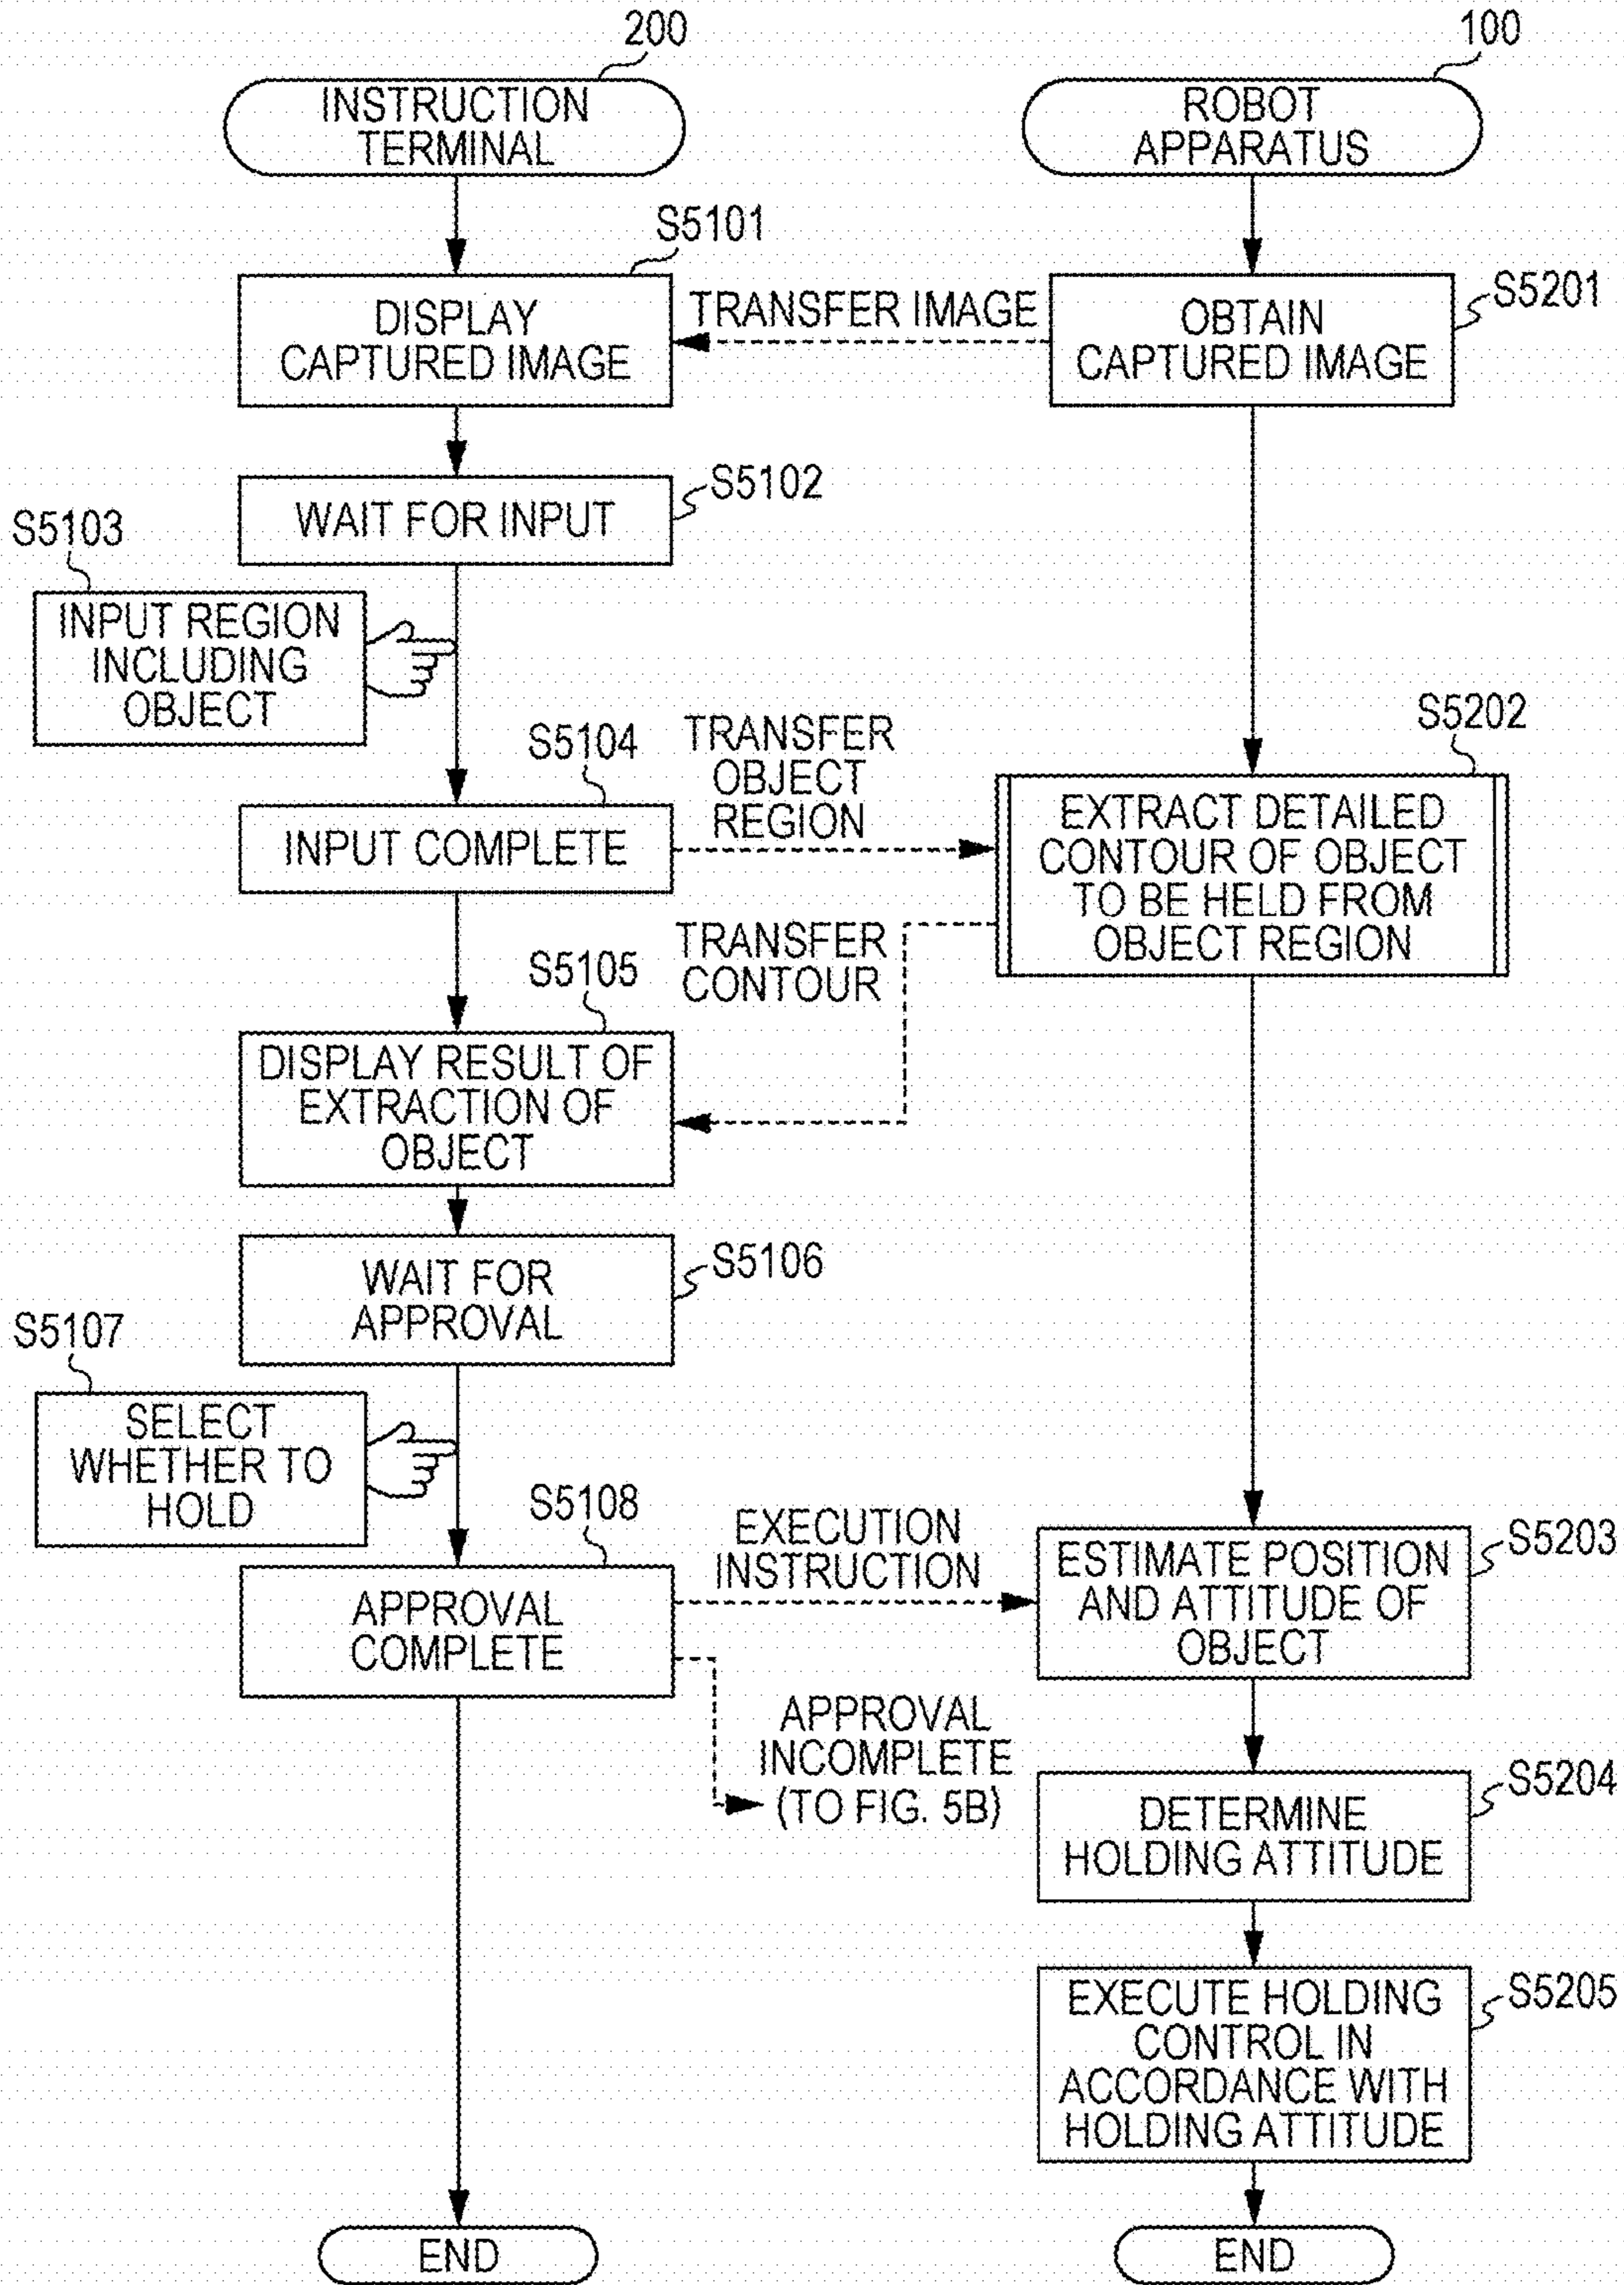 200
INSTRUCTION
TERMINAL
100
ROBOT
APPARATUS
S5101
DISPLAY
CAPTURED IMAGE
TRANSFER IMAGE
S5201
OBTAIN
CAPTURED IMAGE
S5102
WAIT FOR INPUT
S5103
INPUT REGION
INCLUDING
OBJECT
S5104
INPUT COMPLETE
TRANSFER
OBJECT
REGION
S5202
EXTRACT DETAILED
CONTOUR OF OBJECT
TO BE HELD FROM
OBJECT REGION
TRANSFER
CONTOUR
S5105
DISPLAY RESULT OF
EXTRACTION OF
OBJECT
S5106
WAIT FOR
APPROVAL
S5107
SELECT
WHETHER TO
HOLD
S5108
APPROVAL
COMPLETE
EXECUTION
INSTRUCTION
S5203
ESTIMATE POSITION
AND ATTITUDE OF
OBJECT
APPROVAL
INCOMPLETE
(TO FIG. 5B)
S5204
DETERMINE
HOLDING ATTITUDE
S5205
EXECUTE HOLDING
CONTROL IN
ACCORDANCE WITH
HOLDING ATTITUDE
END
END